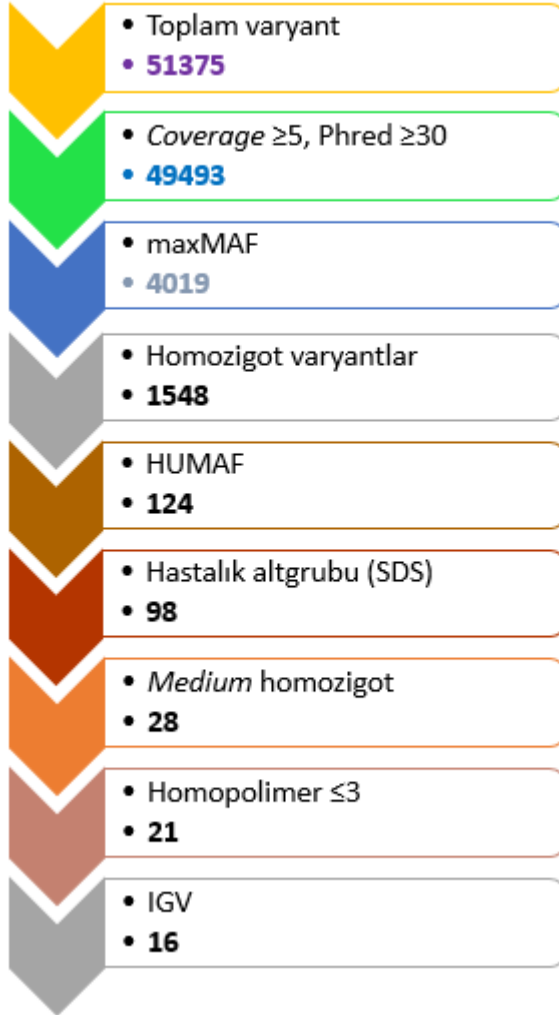 • Toplam varyant
• 51375
• Coverage ≥5, Phred ≥30
• 49493
• maxMAF
• 4019
• Homozigot varyantlar
• 1548
• HUMAF
• 124
• Hastalık altgrubu (SDS)
• 98
• Medium homozigot
• 28
• Homopolimer ≤3
• 21
• IGV
• 16